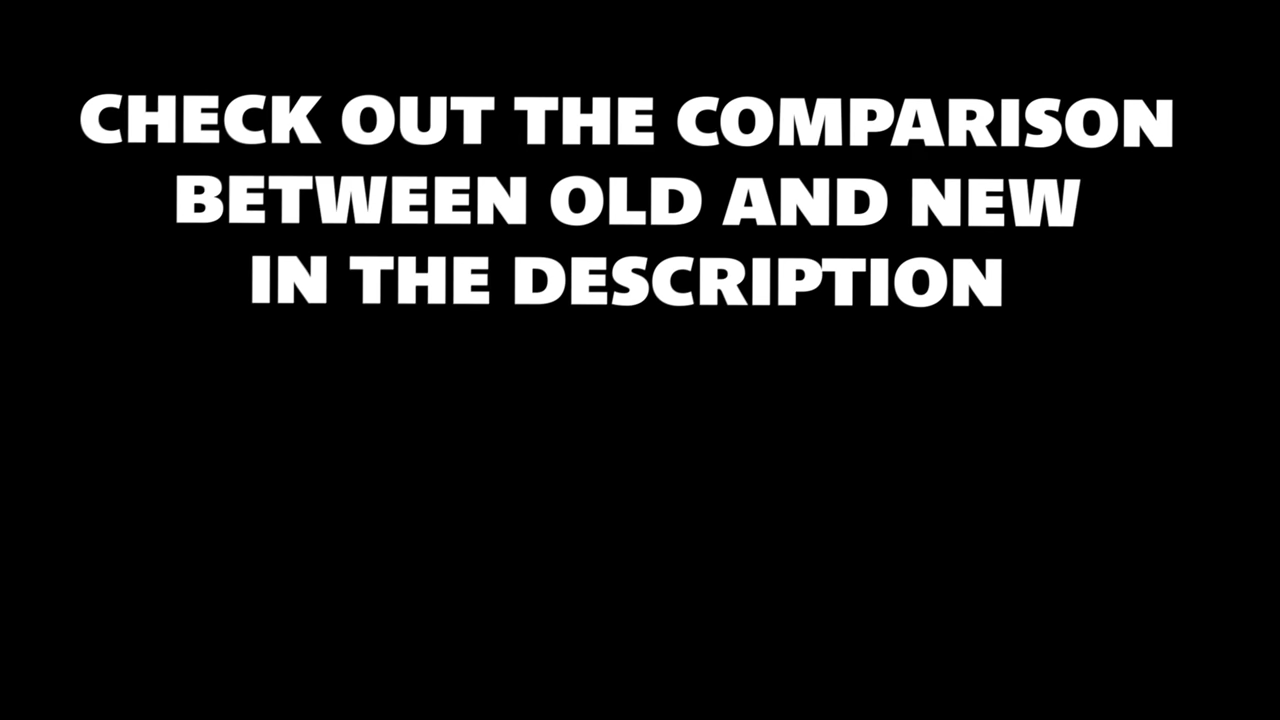 CHECK OUT THE COMPARISON
BETWEEN OLD AND NEW
IN THE DESCRIPTION